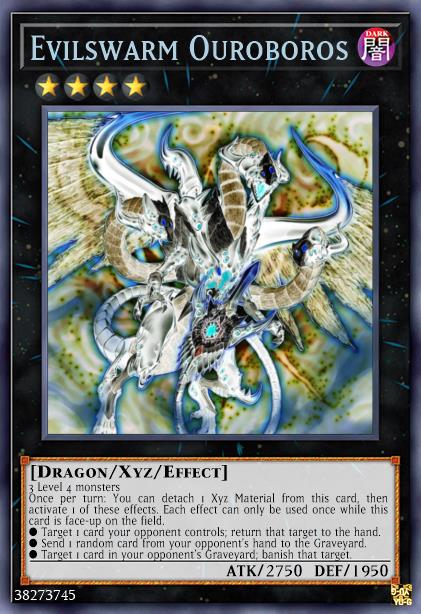 Evilswarm Ouroboros
DARK
闇
[Dragon/Xyz/Effect]
3 Level 4 monsters
Once per turn: You can detach 1 Xyz Material from this card, then
activate 1 of these effects. Each effect can only be used once while this
card is face-up on the field.
● Target 1 card your opponent controls; return that target to the hand.
● Send 1 random card from your opponent's hand to the Graveyard.
● Target 1 card in your opponent's Graveyard; banish that target.
ATK/2750 DEF/1950
38273745